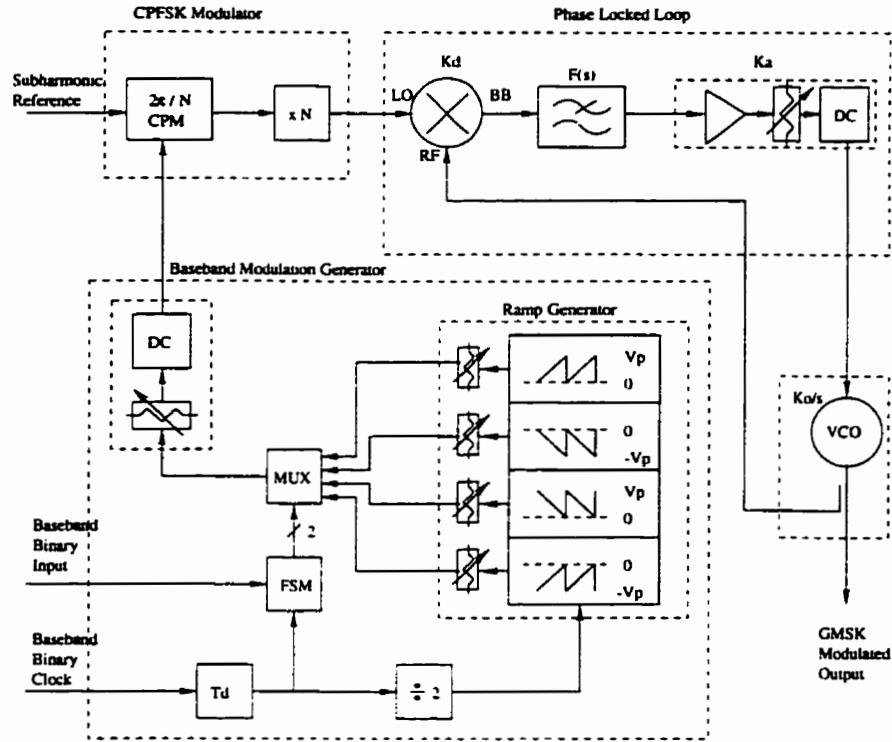 CPFSK Modulator
Phase Locked Loop
Subharmonic
Reference
2π / N
CPM
x N
Kd
LO
BB
RF
F(s)
Ka
DC
Baseband Modulation Generator
Ramp Generator
DC
Vp
0
0
-Vp
Vp
0
0
-Vp
MUX
2
FSM
Ko/s
VCO
Baseband
Binary
Input
Baseband
Binary
Clock
Td
÷ 2
GMSK
Modulated
Output